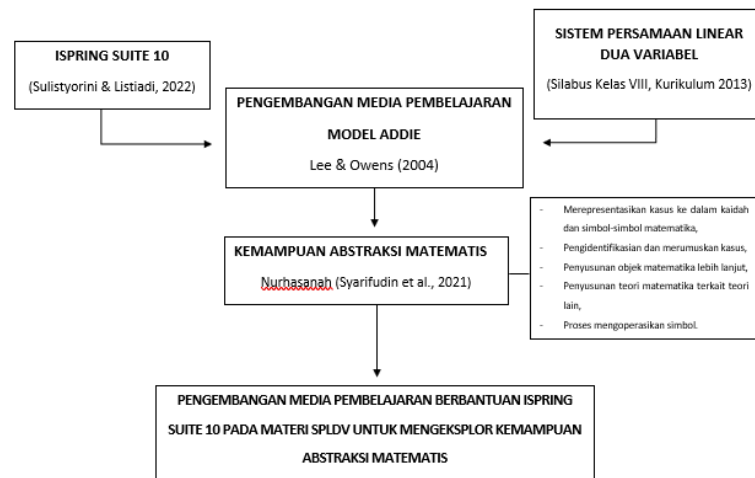 ISPRING SUITE 10
(Sulistyorini & Listiadi, 2022)
SISTEM PERSAMAAN LINEAR
DUA VARIABEL
(Silabus Kelas VIII, Kurikulum 2013)
PENGEMBANGAN MEDIA PEMBELAJARAN
MODEL ADDIE
Lee & Owens (2004)
KEMAMPUAN ABSTRAKSI MATEMATIS
Nurhasanah (Syarifudin et al., 2021)
- Merepresentasikan kasus ke dalam kaidah
dan simbol-simbol matematika,
- Pengidentifikasian dan merumuskan kasus,
- Penyusunan objek matematika lebih lanjut,
- Penyusunan teori matematika terkait teori
lain,
- Proses mengoperasikan simbol.
PENGEMBANGAN MEDIA PEMBELAJARAN BERBANTUAN ISPRING
SUITE 10 PADA MATERI SPLDV UNTUK MENGEKSPLOR KEMAMPUAN
ABSTRAKSI MATEMATIS